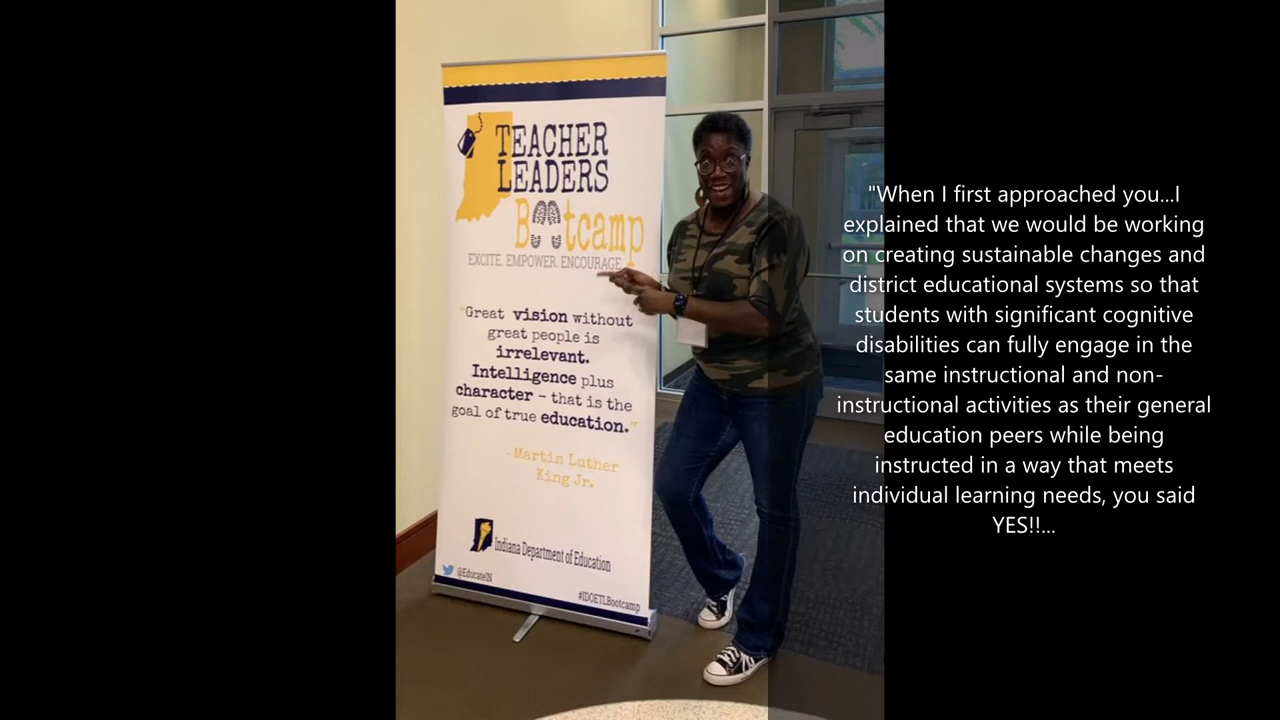 TEACHER
LEADERS
Bootcamp
EXCITE. EMPOWER. ENCOURAGE.
"Great vision without
great people is
irrelevant.
Intelligence plus
character - that is the
goal of true education."
-Martin Luther
King Jr.
Indiana Department of Education
@EducateIN
#IDOETLBootcamp
"When I first approached you...I
explained that we would be working
on creating sustainable changes and
district educational systems so that
students with significant cognitive
disabilities can fully engage in the
same instructional and non-
instructional activities as their general
education peers while being
instructed in a way that meets
individual learning needs, you said
YES!!...